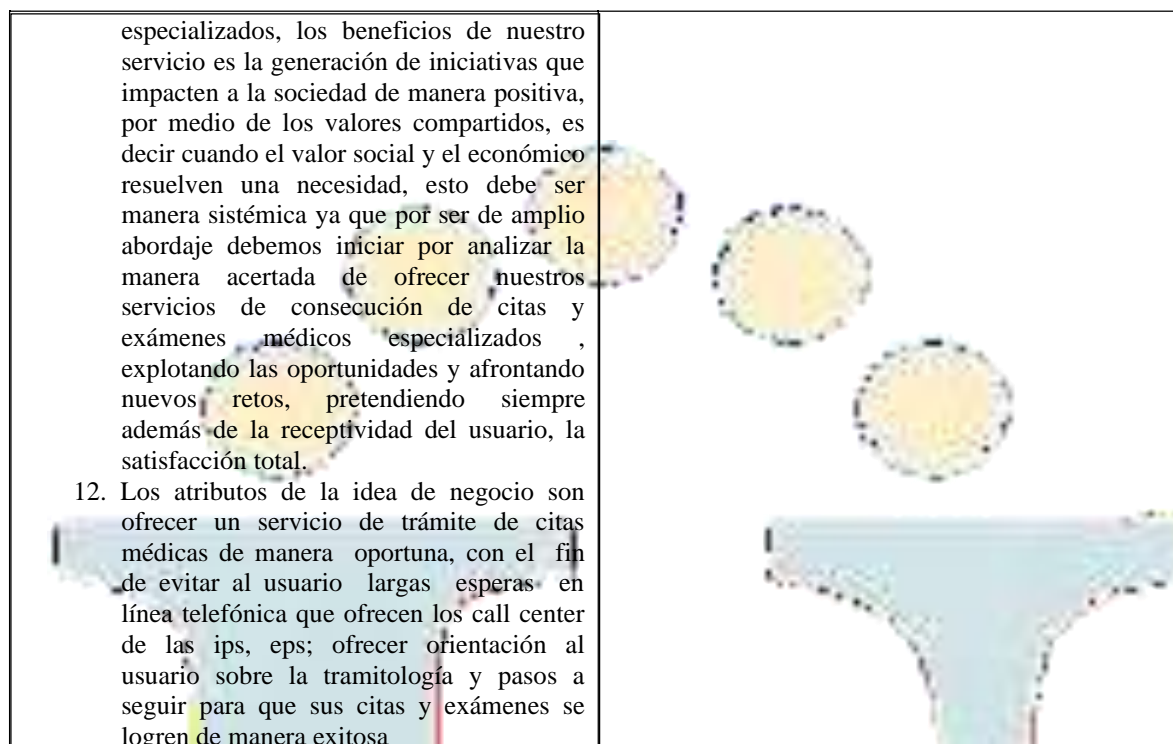 especializados, los beneficios de nuestro
servicio es la generación de iniciativas que
impacten a la sociedad de manera positiva,
por medio de los valores compartidos, es
decir cuando el valor social y el económico
resuelven una necesidad, esto debe ser
manera sistémica ya que por ser de amplio
abordaje debemos iniciar por analizar la
manera acertada de ofrecer nuestros
servicios de consecución de citas y
exámenes médicos especializados ,
explotando las oportunidades y afrontando
nuevos retos, pretendiendo siempre
además de la receptividad del usuario, la
satisfacción total.
12. Los atributos de la idea de negocio son
ofrecer un servicio de trámite de citas
médicas de manera oportuna, con el fin
de evitar al usuario largas esperas en
línea telefónica que ofrecen los call center
de las ips, eps; ofrecer orientación al
usuario sobre la tramitología y pasos a
seguir para que sus citas y exámenes se
logren de manera exitosa